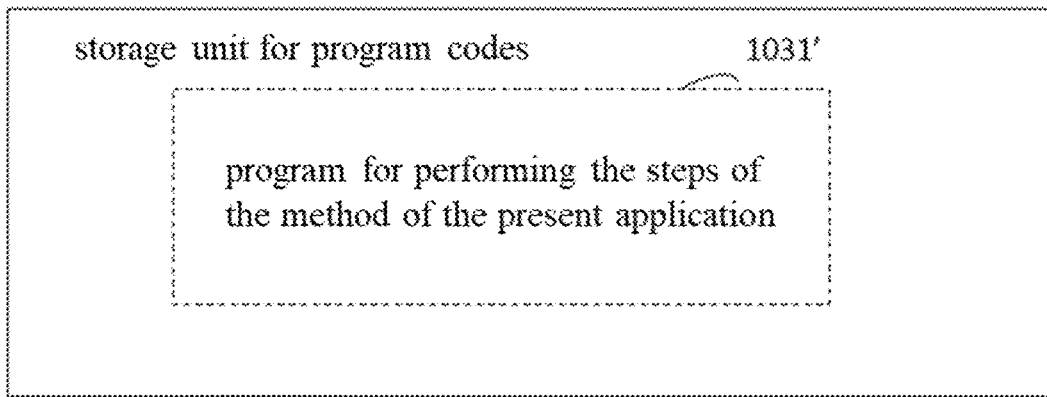 storage unit for program codes 1031'
program for performing the steps of
the method of the present application